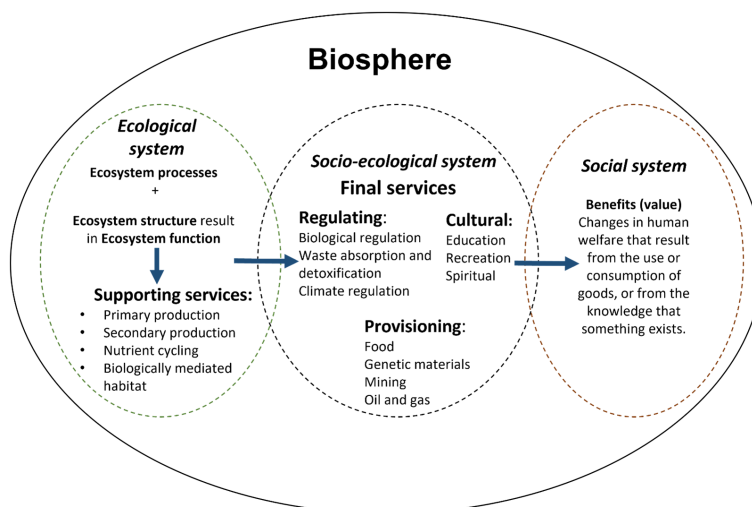 Biosphere
Ecological
system
Ecosystem processes
+
Ecosystem structure result
in Ecosystem function
Supporting services:
• Primary production
• Secondary production
• Nutrient cycling
• Biologically mediated
habitat
Socio-ecological system
Final services
Regulating:
Biological regulation
Waste absorption and
detoxification
Climate regulation
Cultural:
Education
Recreation
Spiritual
Provisioning:
Food
Genetic materials
Mining
Oil and gas
Social system
Benefits (value)
Changes in human
welfare that result
from the use or
consumption of
goods, or from the
knowledge that
something exists.